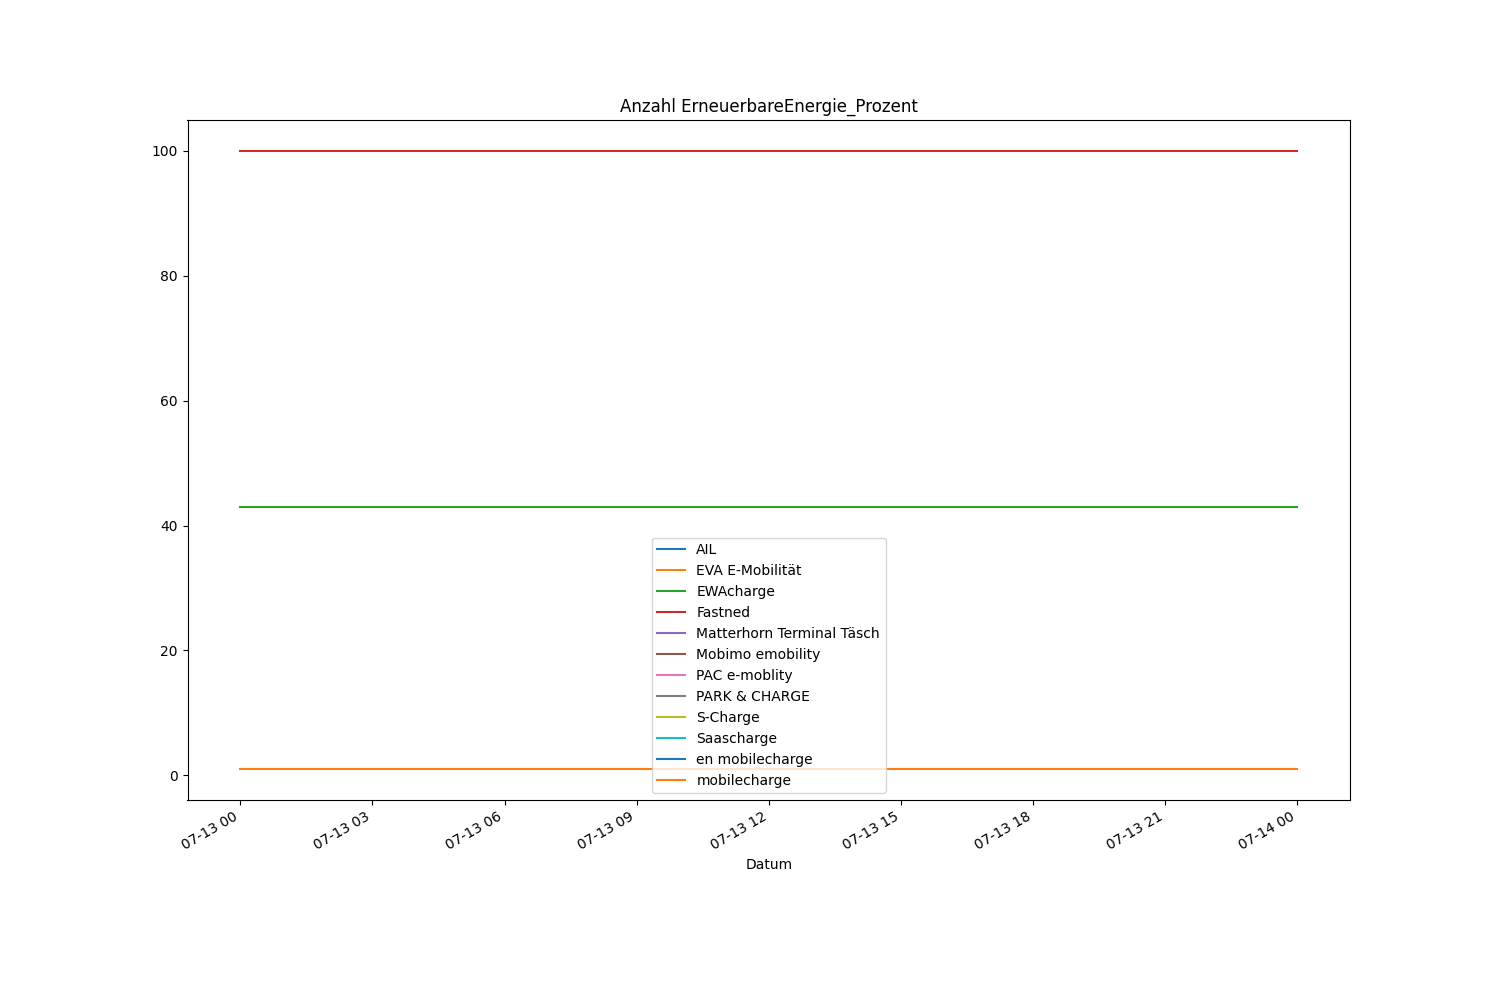 Anzahl ErneuerbareEnergie_Prozent
100
80
60
40
20
0
AIL
EVA E-Mobilität
EWAcharge
Fastned
Matterhorn Terminal Täsch
Mobimo emobility
PAC e-moblity
PARK & CHARGE
S-Charge
Saascharge
en mobilecharge
mobilecharge
07-13 00 07-13 03 07-13 06 07-13 09 07-13 12 07-13 15 07-13 18 07-13 21 07-14 00
Datum